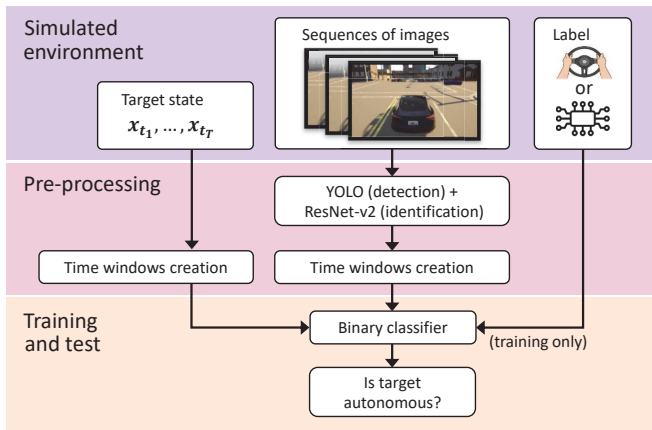 Simulated
environment
Sequences of images
Label
or
Target state
x_{t_1}, ..., x_{t_T}
Pre-processing
YOLO (detection) +
ResNet-v2 (identification)
Time windows creation
Time windows creation
Training
and test
Binary classifier
(training only)
Is target
autonomous?